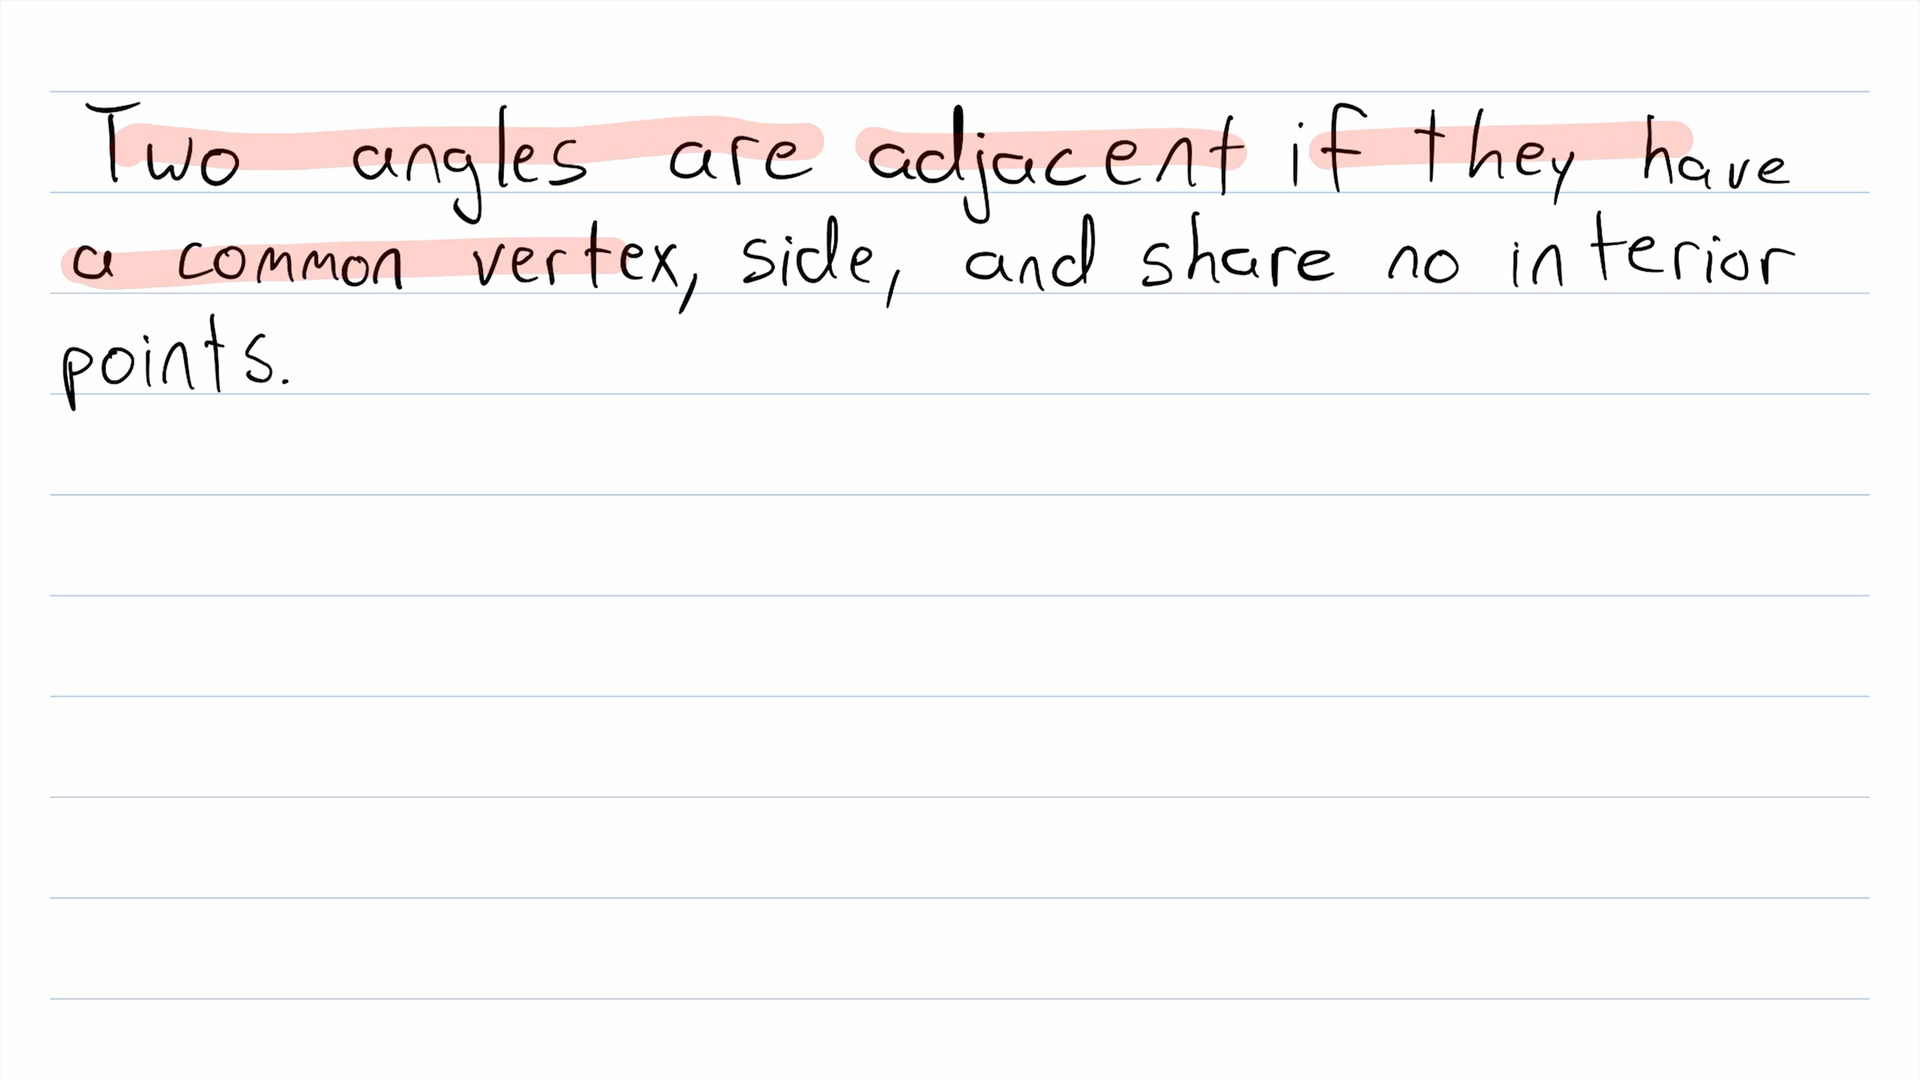 Two angles are adjacent if they have
a common vertex, side, and share no interior
points.